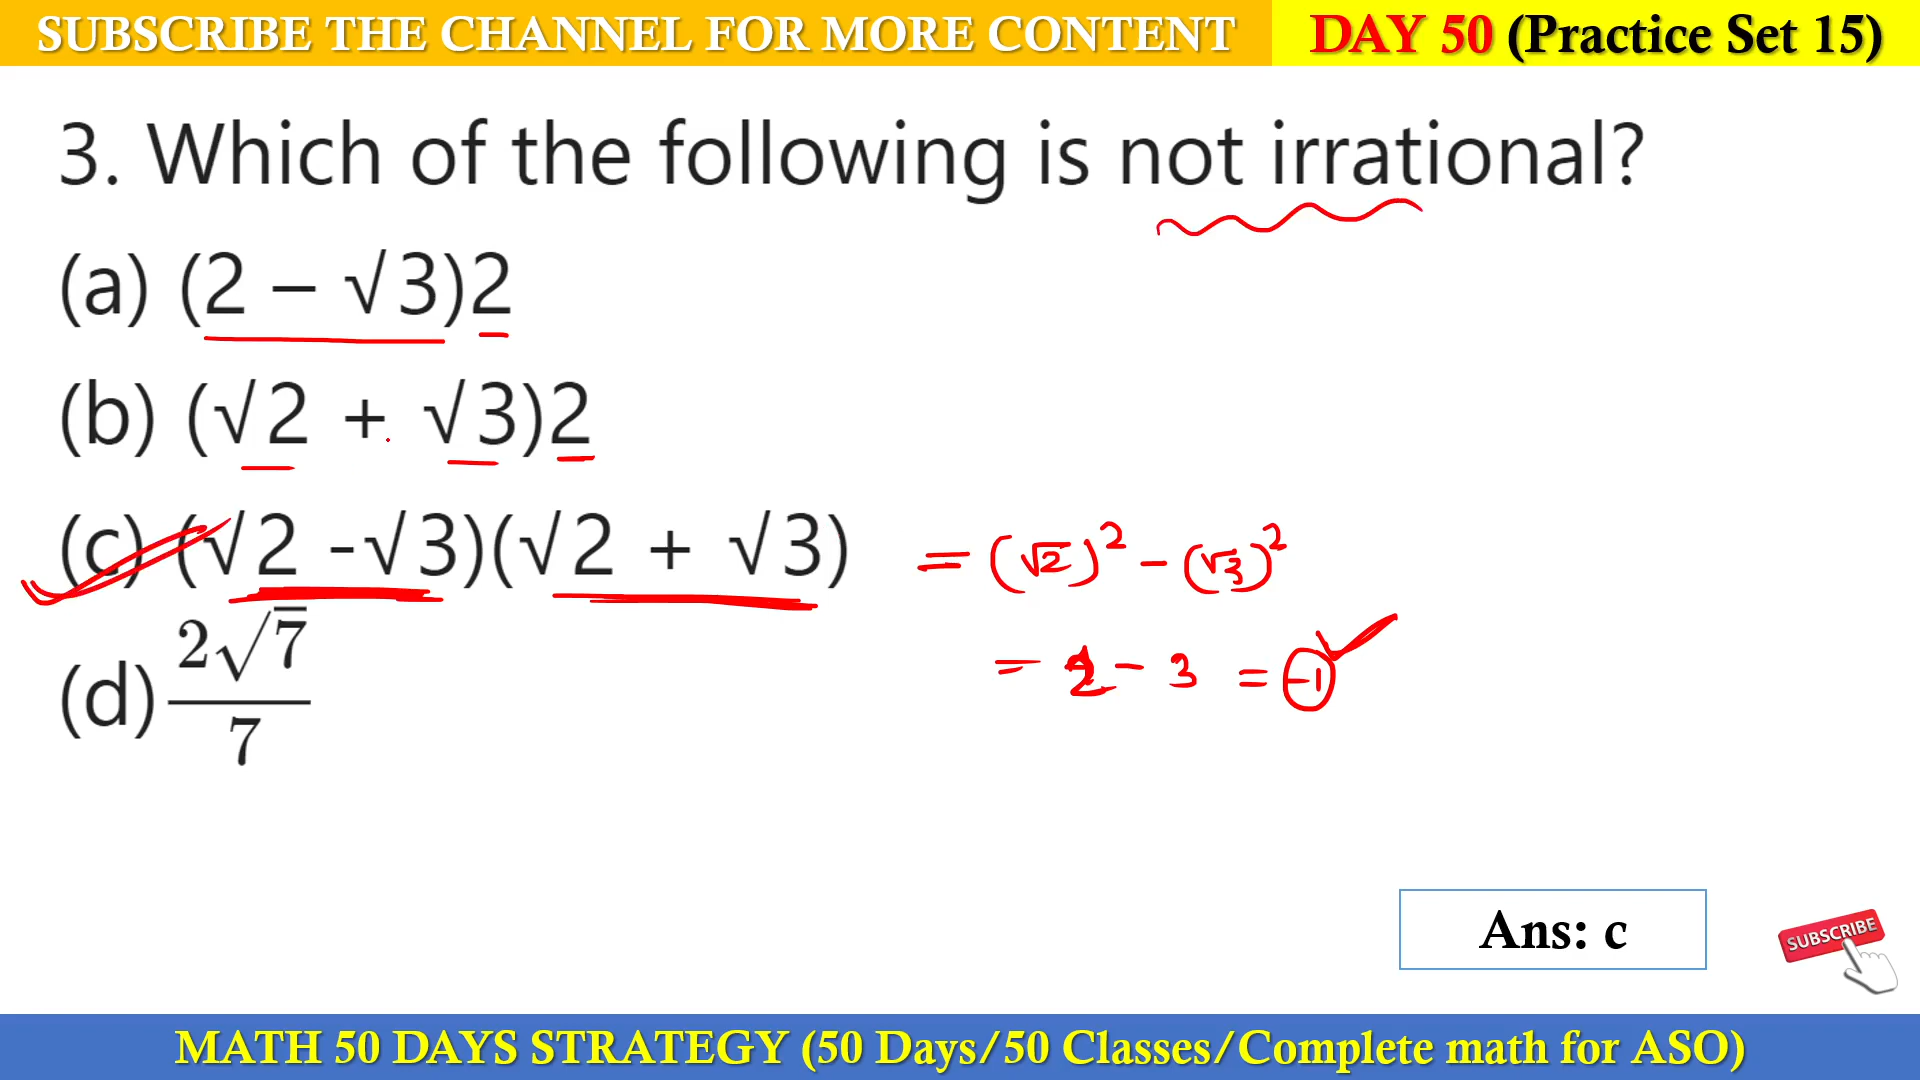 SUBSCRIBE THE CHANNEL FOR MORE CONTENT
DAY 50 (Practice Set 15)
3. Which of the following is not irrational?
(a) (2 – √3)2
(b) (√2 + √3)2
(c) (√2 -√3)(√2 + √3)
= (√2)² - (√3)²
(d) 2√7/7
= 2 - 3 = -1
Ans: c
SUBSCRIBE
MATH 50 DAYS STRATEGY (50 Days/50 Classes/Complete math for ASO)